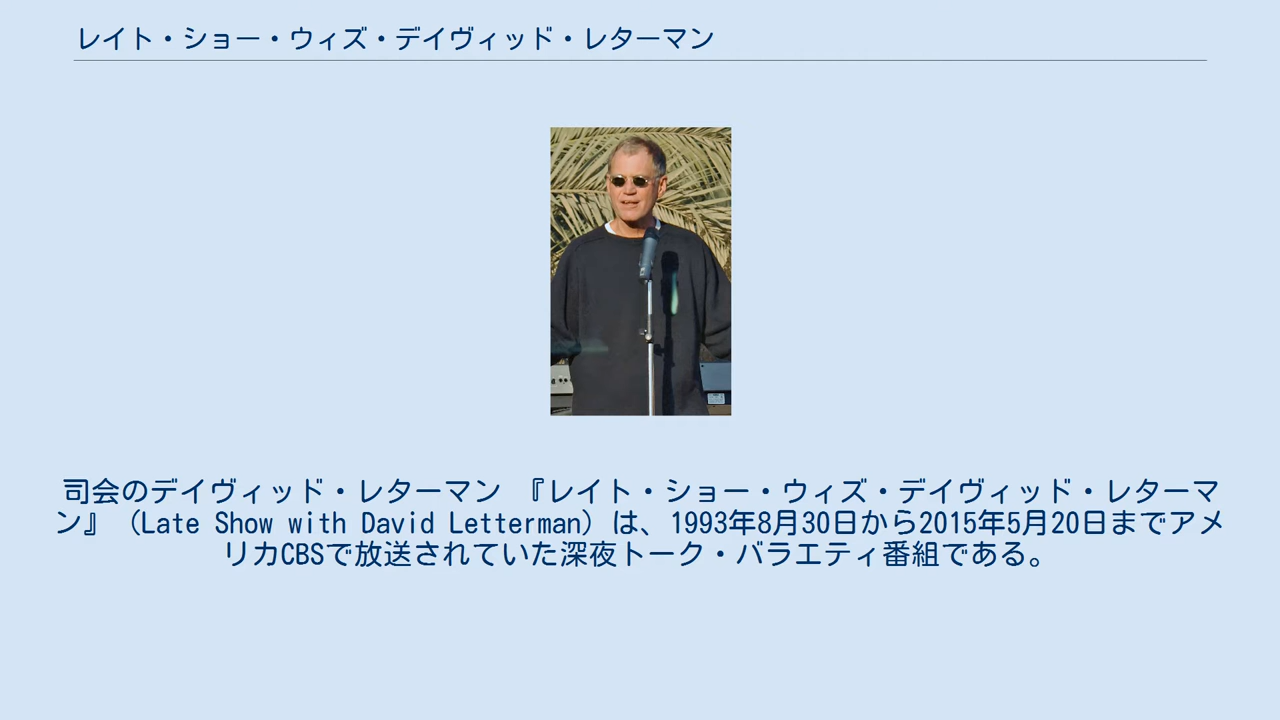 レイト・ショー・ウィズ・デイヴィッド・レターマン
司会のデイヴィッド・レターマン 『レイト・ショー・ウィズ・デイヴィッド・レターマ
ン』（Late Show with David Letterman）は、1993年8月30日から2015年5月20日までアメ
リカCBSで放送されていた深夜トーク・バラエティ番組である。